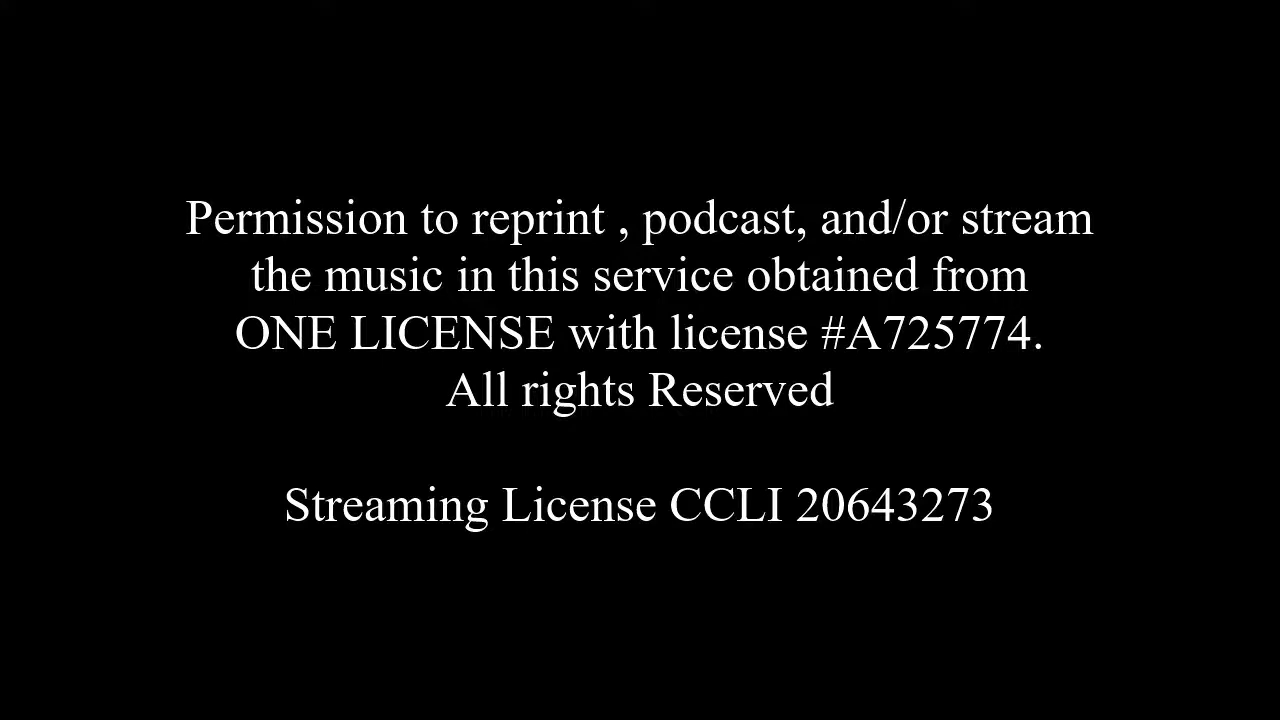 Permission to reprint , podcast, and/or stream
the music in this service obtained from
ONE LICENSE with license #A725774.
All rights Reserved
Streaming License CCLI 20643273